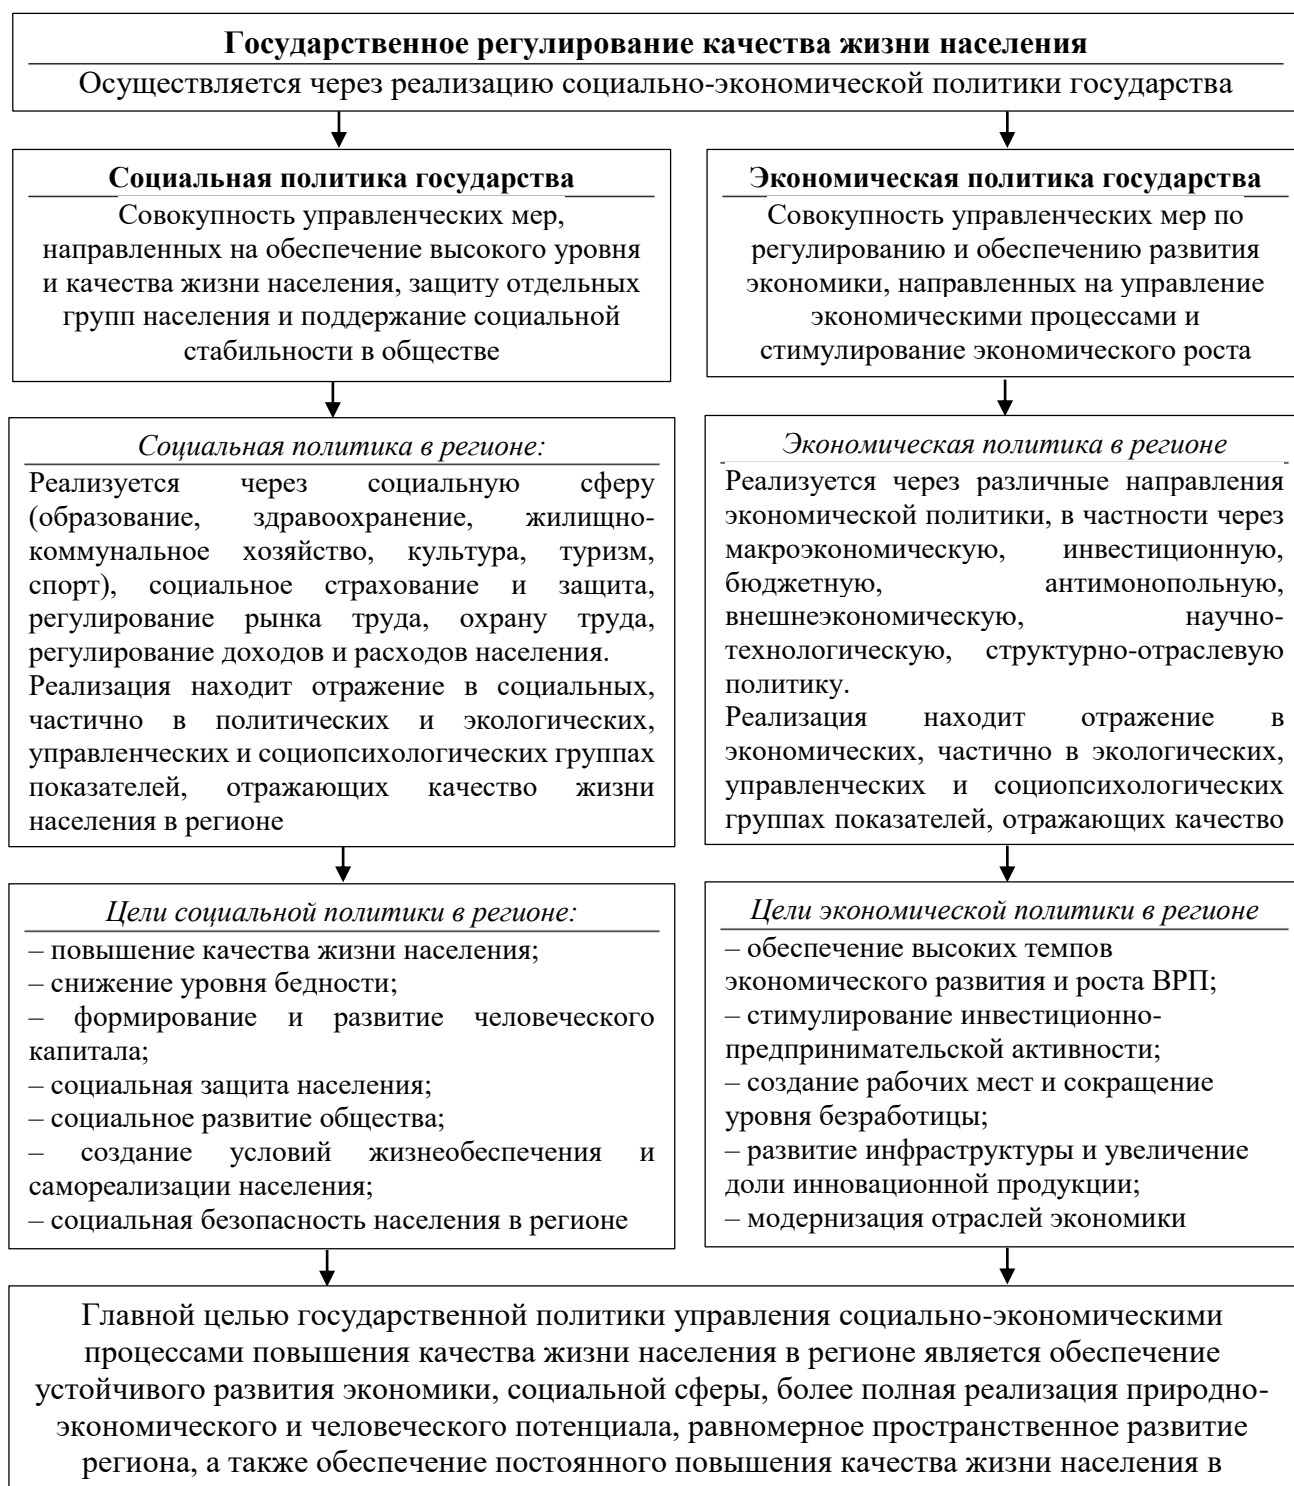 Государственное регулирование качества жизни населения
Осуществляется через реализацию социально-экономической политики государства
Социальная политика государства
Совокупность управленческих мер,
направленных на обеспечение высокого уровня
и качества жизни населения, защиту отдельных
групп населения и поддержание социальной
стабильности в обществе
Экономическая политика государства
Совокупность управленческих мер по
регулированию и обеспечению развития
экономики, направленных на управление
экономическими процессами и
стимулирование экономического роста
Социальная политика в регионе:
Реализуется через социальную сферу
(образование, здравоохранение, жилищно-
коммунальное хозяйство, культура, туризм,
спорт), социальное страхование и защита,
регулирование рынка труда, охрану труда,
регулирование доходов и расходов населения.
Реализация находит отражение в социальных,
частично в политических и экологических,
управленческих и социопсихологических группах
показателей, отражающих качество жизни
населения в регионе
Экономическая политика в регионе
Реализуется через различные направления
экономической политики, в частности через
макроэкономическую, инвестиционную,
бюджетную, антимонопольную,
внешнеэкономическую, научно-
технологическую, структурно-отраслевую
политику.
Реализация находит отражение в
экономических, частично в экологических,
управленческих и социопсихологических
группах показателей, отражающих качество
Цели социальной политики в регионе:
– повышение качества жизни населения;
– снижение уровня бедности;
– формирование и развитие человеческого
капитала;
– социальная защита населения;
– социальное развитие общества;
– создание условий жизнеобеспечения и
самореализации населения;
– социальная безопасность населения в регионе
Цели экономической политики в регионе
– обеспечение высоких темпов
экономического развития и роста ВРП;
– стимулирование инвестиционно-
предпринимательской активности;
– создание рабочих мест и сокращение
уровня безработицы;
– развитие инфраструктуры и увеличение
доли инновационной продукции;
– модернизация отраслей экономики
Главной целью государственной политики управления социально-экономическими
процессами повышения качества жизни населения в регионе является обеспечение
устойчивого развития экономики, социальной сферы, более полная реализация природно-
экономического и человеческого потенциала, равномерное пространственное развитие
региона, а также обеспечение постоянного повышения качества жизни населения в